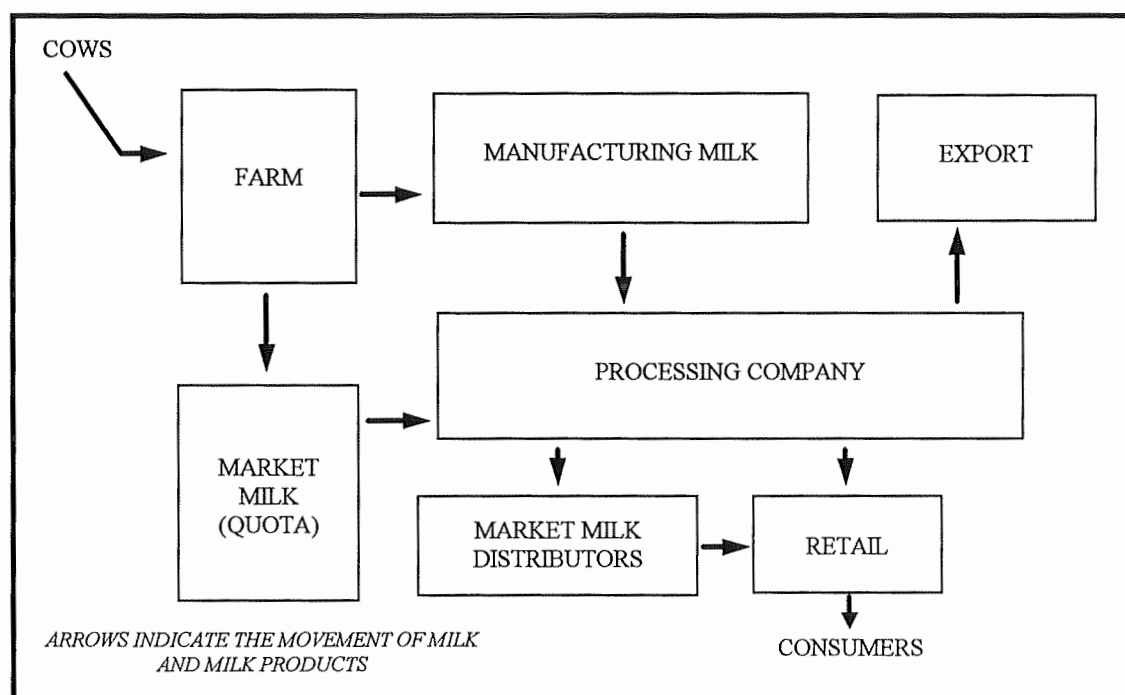 COWS
FARM
MANUFACTURING MILK
EXPORT
PROCESSING COMPANY
MARKET
MILK
(QUOTA)
MARKET MILK
DISTRIBUTORS
RETAIL
CONSUMERS
ARROWS INDICATE THE MOVEMENT OF MILK
AND MILK PRODUCTS